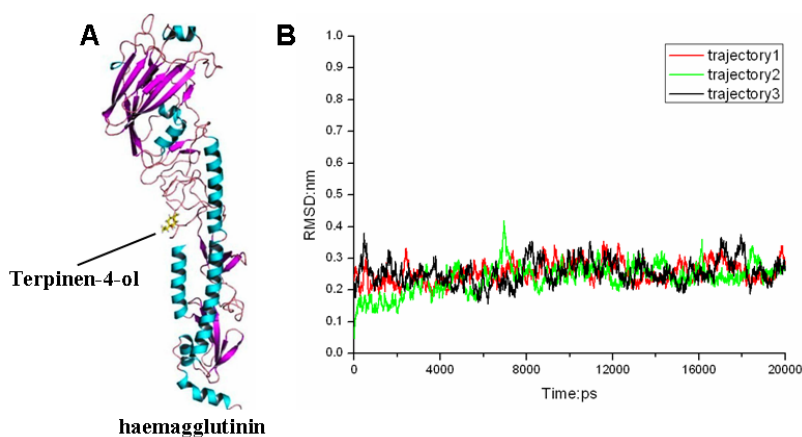 A
Terpinen-4-ol
haemagglutinin
B
1.0
0.9
0.8
0.7
0.6
0.5
0.4
0.3
0.2
0.1
0.0
RMSD:nm
trajectory1
trajectory2
trajectory3
0
4000
8000
12000
16000
20000
Time:ps